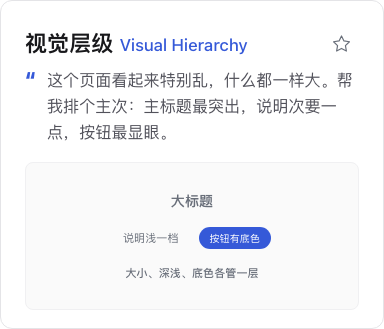 视觉层级 Visual Hierarchy
“ 这个页面看起来特别乱，什么都一样大。帮
我排个主次：主标题最突出，说明次要一
点，按钮最显眼。
大标题
说明浅一档 按钮有底色
大小、深浅、底色各管一层